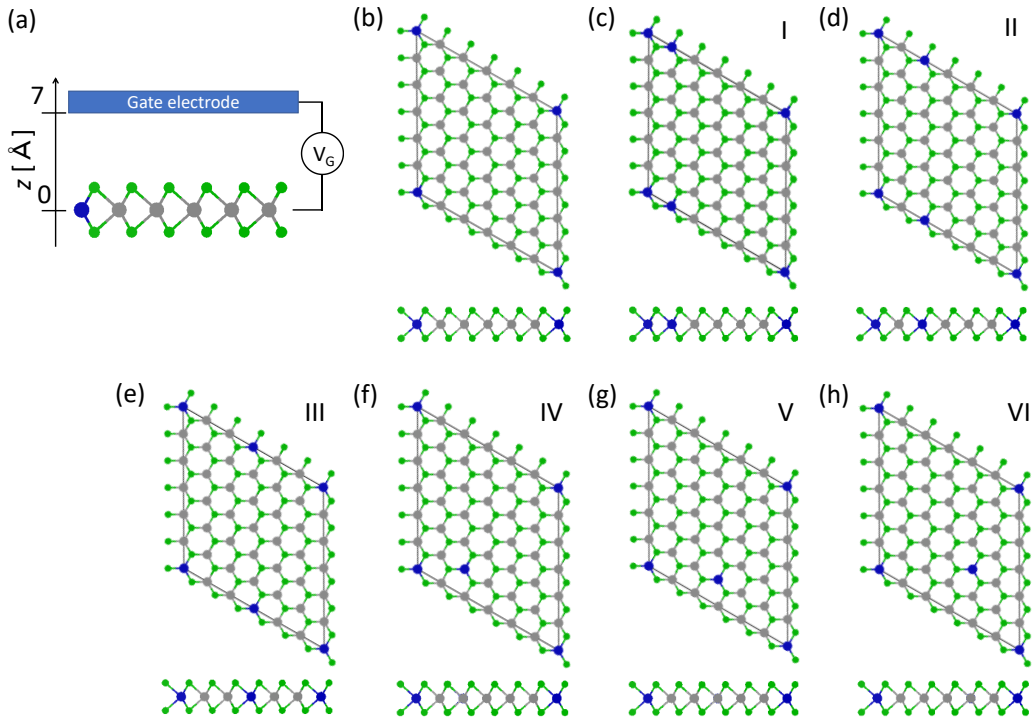 (a)
(b)
(c)
I
(d)
II
7
Gate electrode
z [ Å]
V_G
0
(e)
III
(f)
IV
(g)
V
(h)
VI